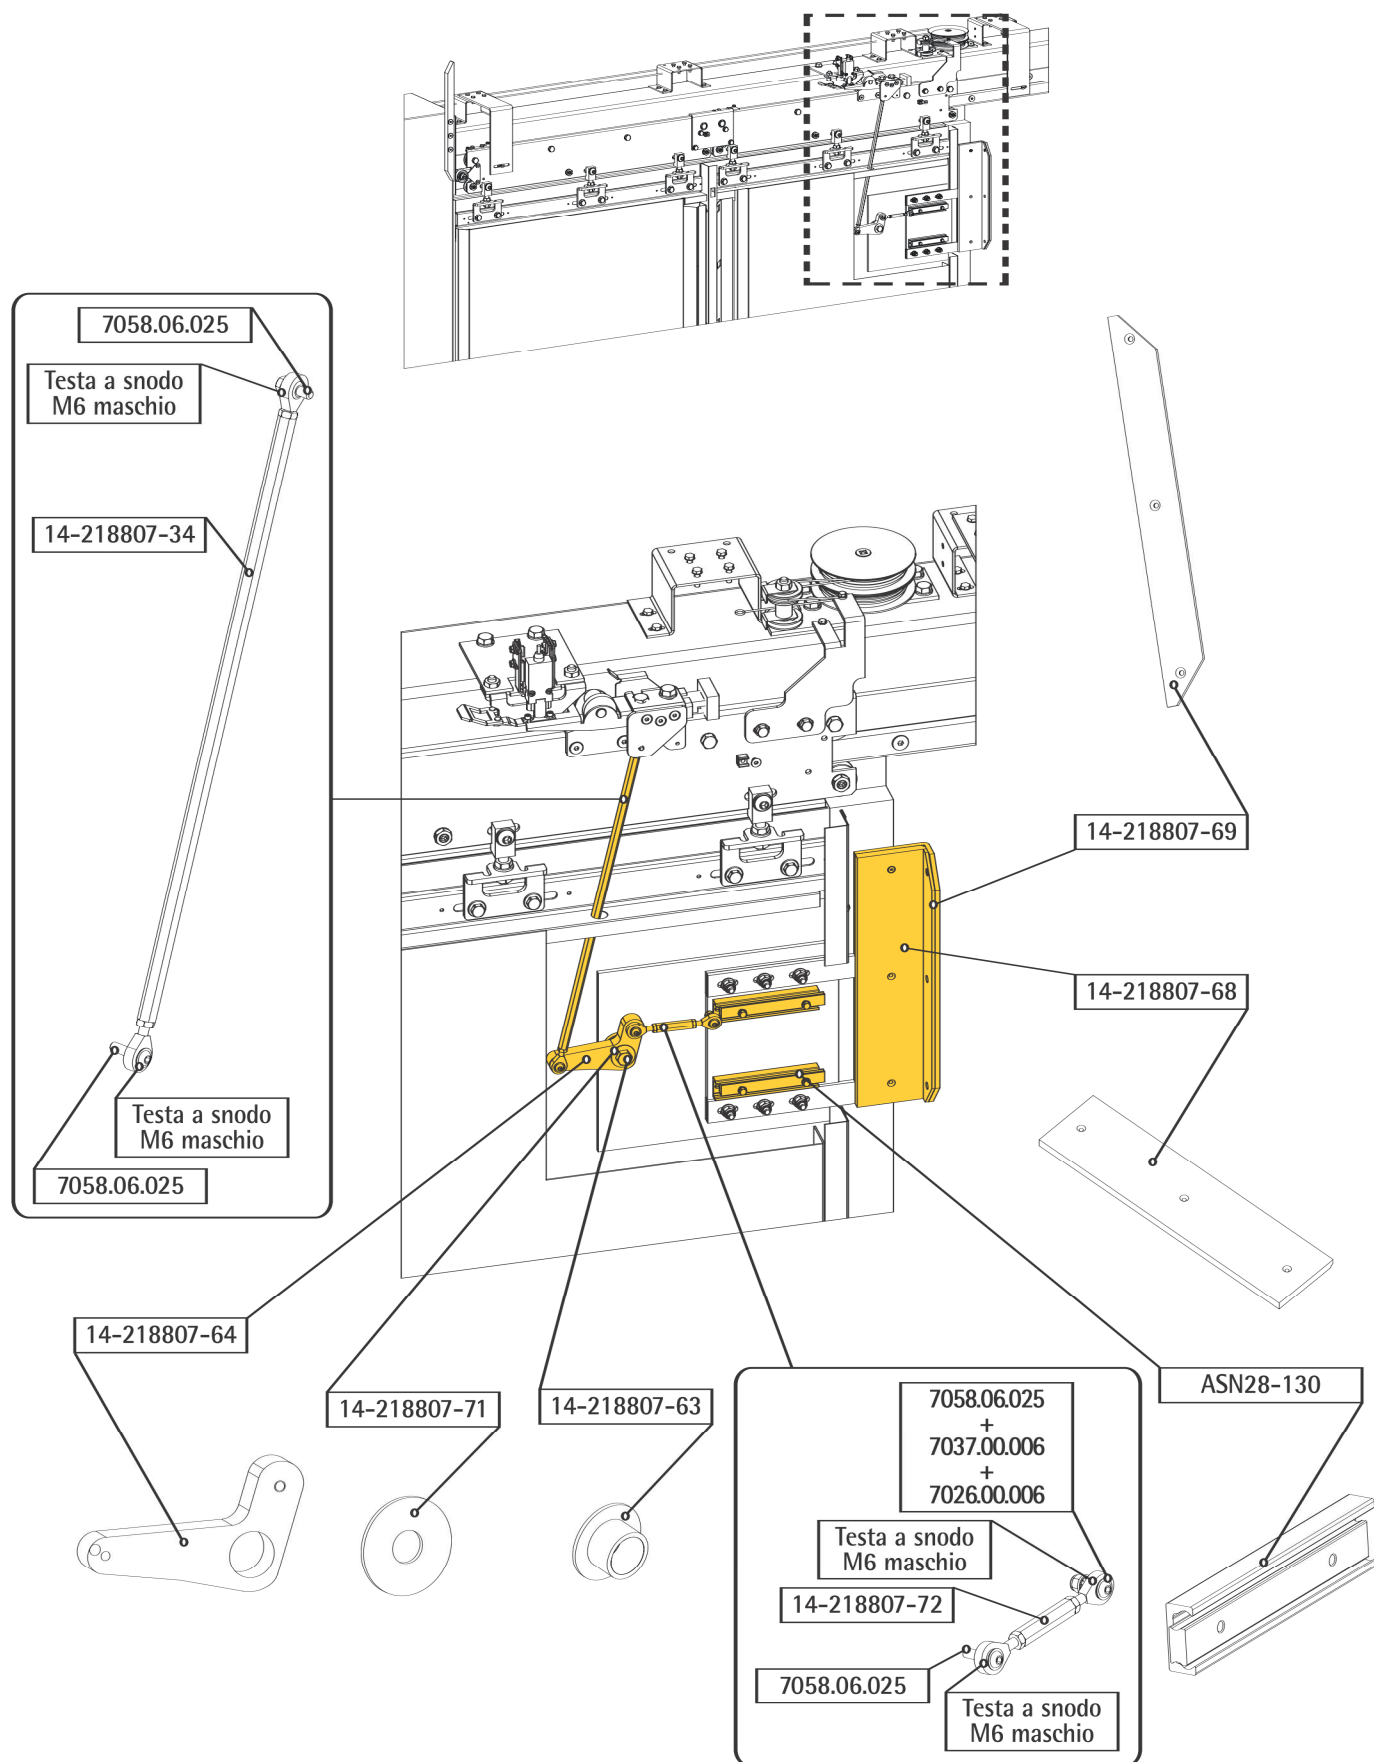 7058.06.025
Testa a snodo
M6 maschio
14-218807-34
Testa a snodo
M6 maschio
7058.06.025
14-218807-69
14-218807-68
14-218807-64
14-218807-71
14-218807-63
ASN28-130
7058.06.025
+
7037.00.006
+
7026.00.006
Testa a snodo
M6 maschio
14-218807-72
7058.06.025
Testa a snodo
M6 maschio